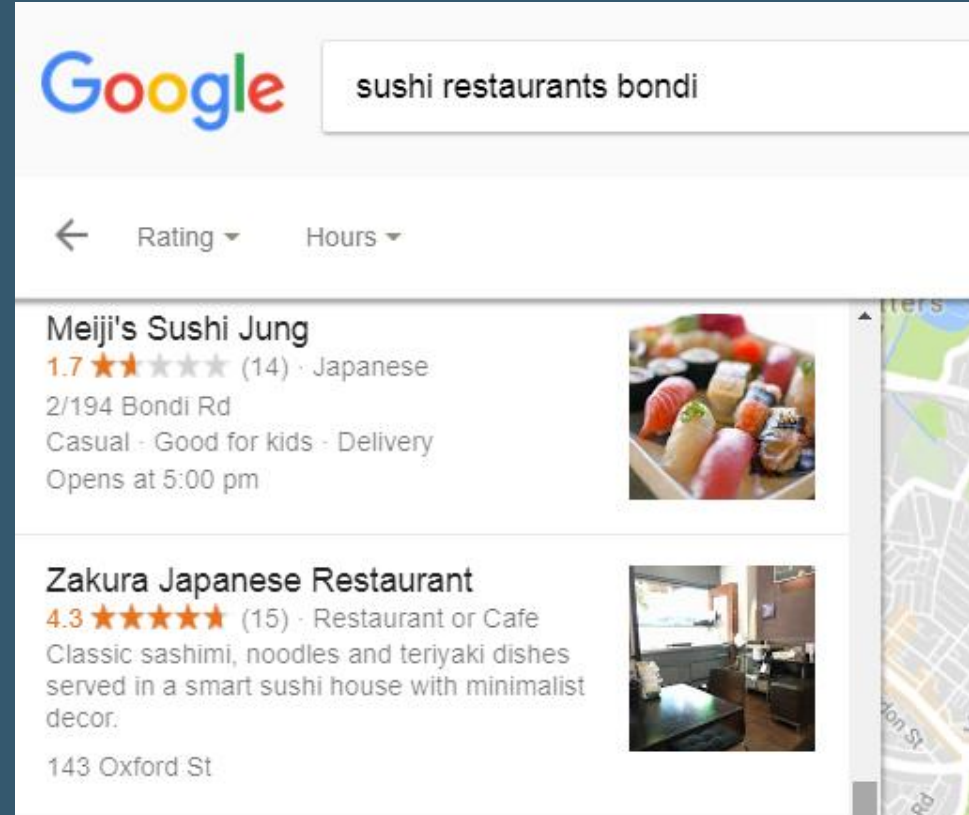 Google
sushi restaurants bondi
Rating
Hours
Meiji's Sushi Jung
1.7 (14) · Japanese
2/194 Bondi Rd
Casual · Good for kids · Delivery
Opens at 5:00 pm
Zakura Japanese Restaurant
4.3 (15) · Restaurant or Cafe
Classic sashimi, noodles and teriyaki dishes
served in a smart sushi house with minimalist
decor.
143 Oxford St
St
Rd